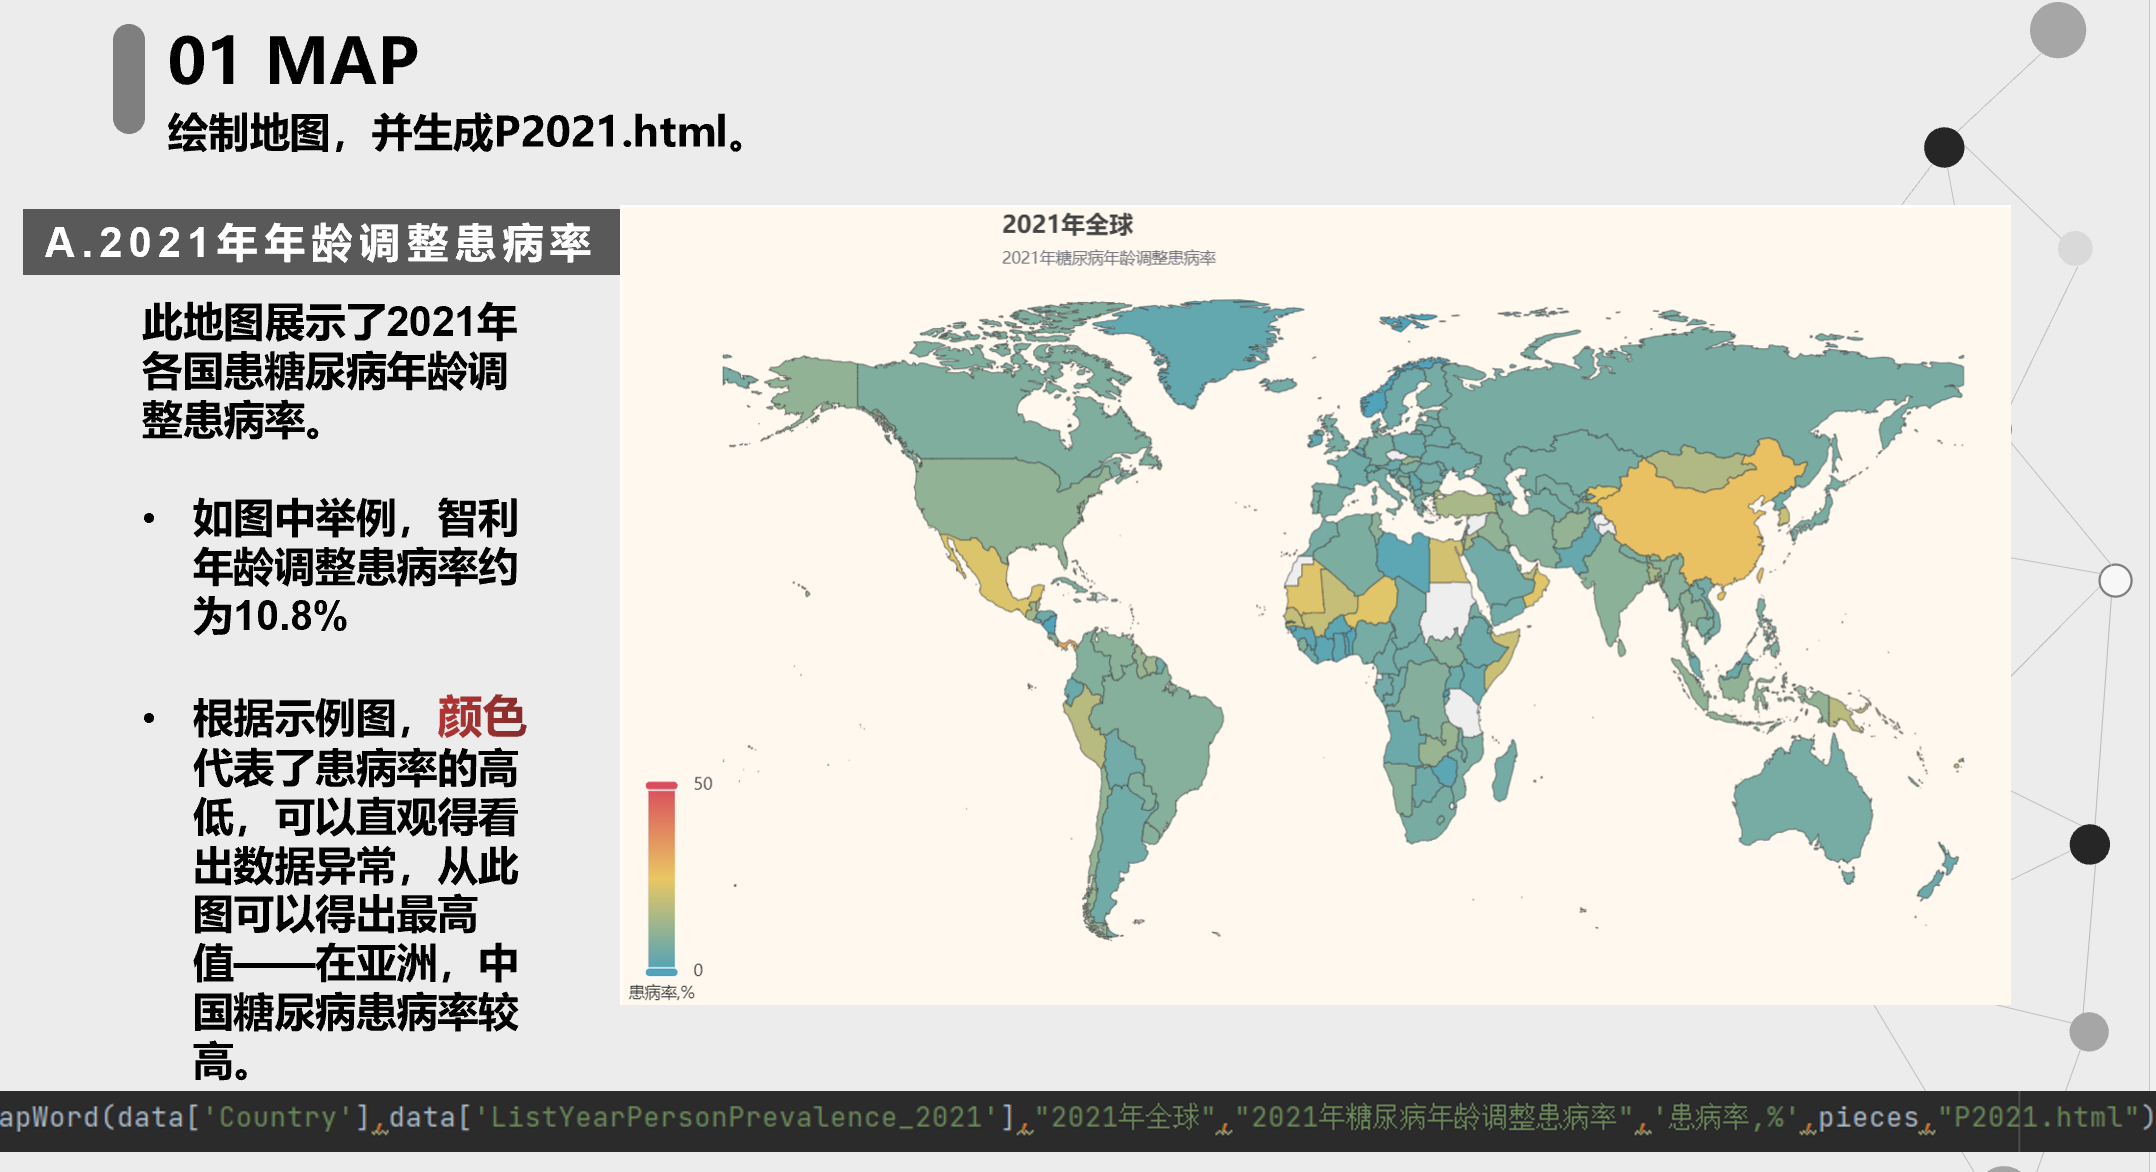 01 MAP
绘制地图，并生成P2021.html。
A.2021年年龄调整患病率
此地图展示了2021年
各国患糖尿病年龄调
整患病率。
• 如图中举例，智利
年龄调整患病率约
为10.8%
• 根据示例图，颜色
代表了患病率的高
低，可以直观得看
出数据异常，从此
图可以得出最高
值——在亚洲，中
国糖尿病患病率较
高。
2021年全球
2021年糖尿病年龄调整患病率
50
0
患病率,%
apWord(data['Country'],data['ListYearPersonPrevalence_2021'],"2021年全球","2021年糖尿病年龄调整患病率",'患病率,%',pieces,"P2021.html")